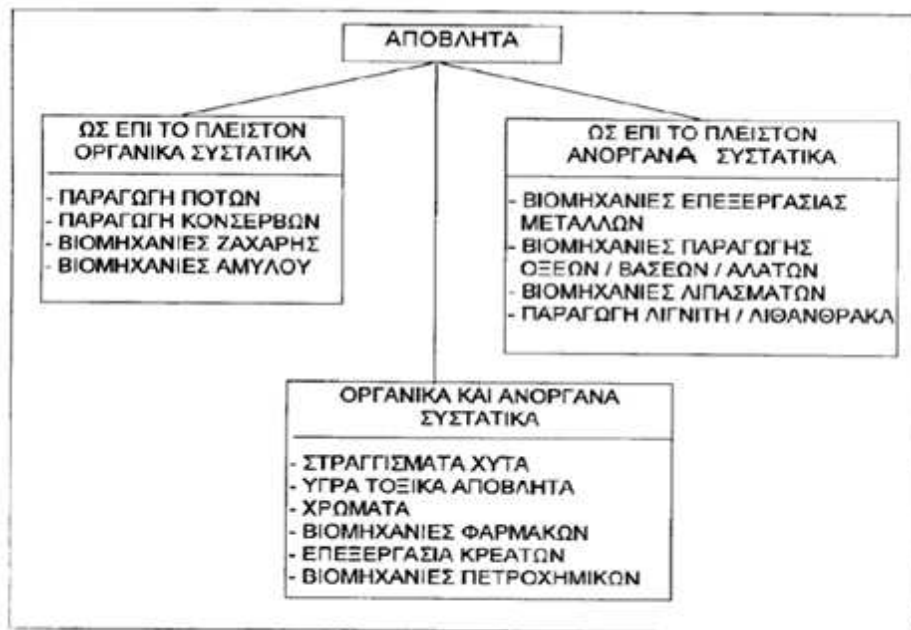 ΑΠΟΒΛΗΤΑ
ΩΣ ΕΠΙ ΤΟ ΠΛΕΙΣΤΟΝ
ΟΡΓΑΝΙΚΑ ΣΥΣΤΑΤΙΚΑ
- ΠΑΡΑΓΩΓΗ ΠΟΤΩΝ
- ΠΑΡΑΓΩΓΗ ΚΟΝΣΕΡΒΩΝ
- ΒΙΟΜΗΧΑΝΙΕΣ ΖΑΧΑΡΗΣ
- ΒΙΟΜΗΧΑΝΙΕΣ ΑΜΥΛΟΥ
ΩΣ ΕΠΙ ΤΟ ΠΛΕΙΣΤΟΝ
ΑΝΟΡΓΑΝΑ ΣΥΣΤΑΤΙΚΑ
- ΒΙΟΜΗΧΑΝΙΕΣ ΕΠΕΞΕΡΓΑΣΙΑΣ
ΜΕΤΑΛΛΩΝ
- ΒΙΟΜΗΧΑΝΙΕΣ ΠΑΡΑΓΩΓΗΣ
ΟΞΕΩΝ / ΒΑΣΕΩΝ / ΑΛΑΤΩΝ
- ΒΙΟΜΗΧΑΝΙΕΣ ΛΙΠΑΣΜΑΤΩΝ
- ΠΑΡΑΓΩΓΗ ΛΙΓΝΙΤΗ / ΛΙΘΑΝΘΡΑΚΑ
ΟΡΓΑΝΙΚΑ ΚΑΙ ΑΝΟΡΓΑΝΑ
ΣΥΣΤΑΤΙΚΑ
- ΣΤΡΑΓΓΙΣΜΑΤΑ ΧΥΤΑ
- ΥΓΡΑ ΤΟΞΙΚΑ ΑΠΟΒΛΗΤΑ
- ΧΡΩΜΑΤΑ
- ΒΙΟΜΗΧΑΝΙΕΣ ΦΑΡΜΑΚΩΝ
- ΕΠΕΞΕΡΓΑΣΙΑ ΚΡΕΑΤΩΝ
- ΒΙΟΜΗΧΑΝΙΕΣ ΠΕΤΡΟΧΗΜΙΚΩΝ